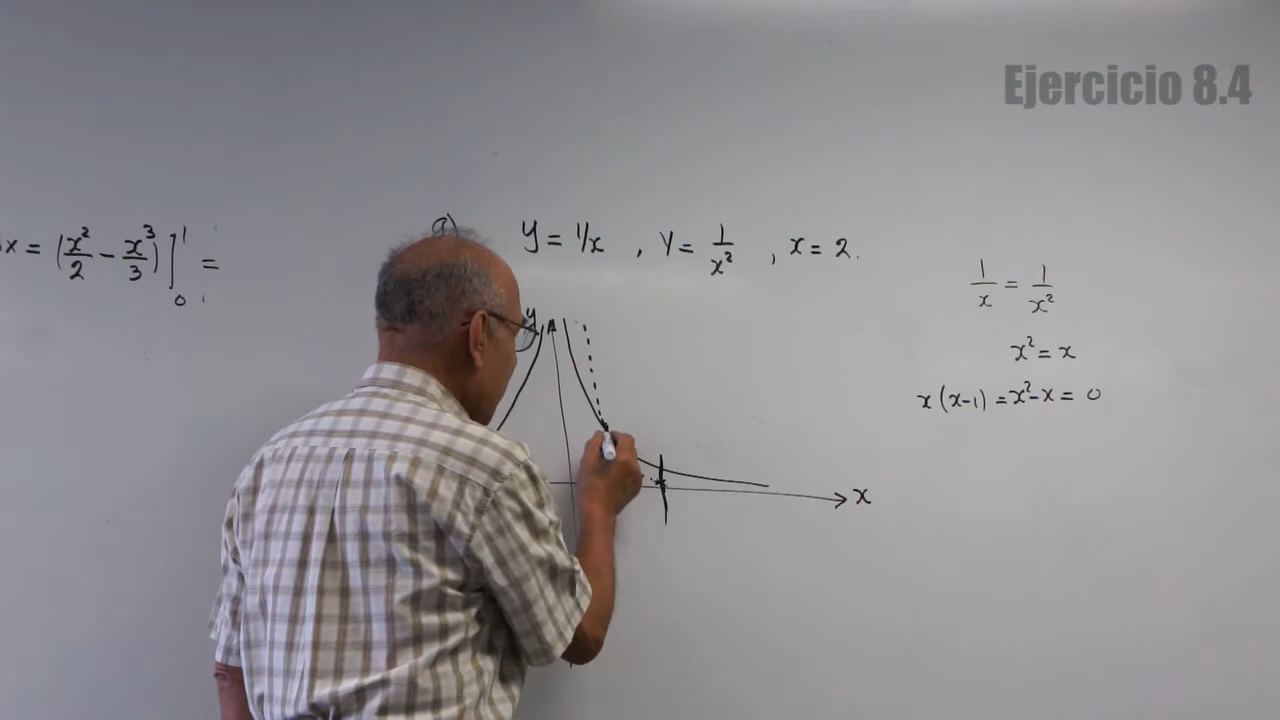 Ejercicio 8.4
x = (x²/2 - x³/3)]₀¹ =
a) y = 1/x , y = 1/x² , x = 2.
1/x = 1/x²
x² = x
x(x-1) = x²-x = 0
y
x